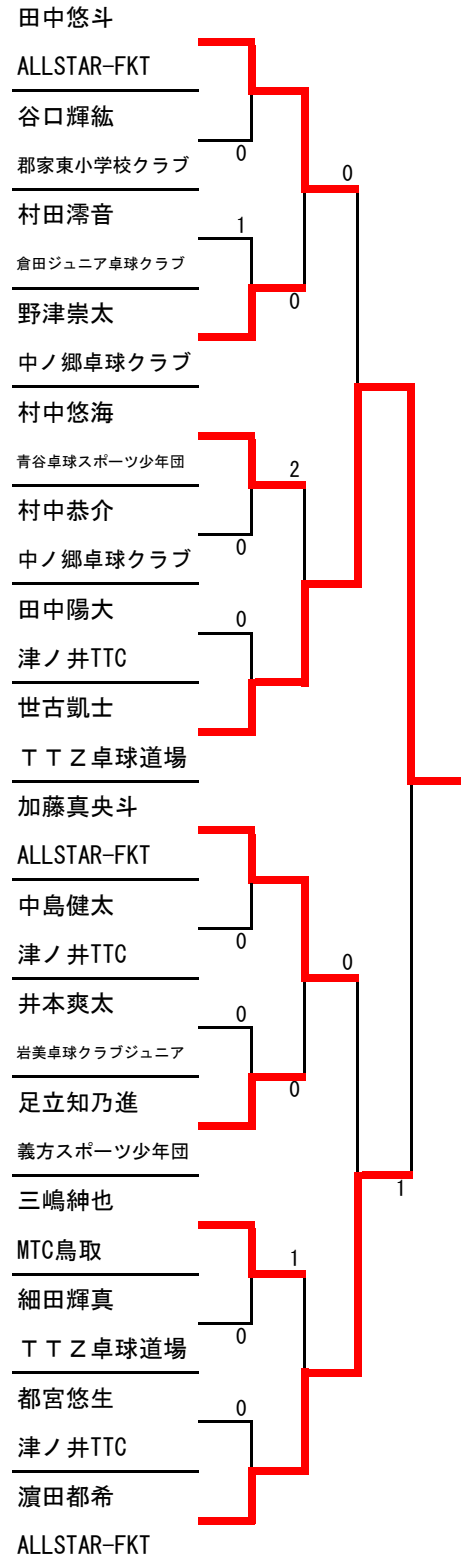 田中悠斗
ALLSTAR-FKT
谷口輝紘
0
郡家東小学校クラブ
0
村田澪音
1
倉田ジュニア卓球クラブ
0
野津崇太
中ノ郷卓球クラブ
村中悠海
青谷卓球スポーツ少年団
2
村中恭介
0
中ノ郷卓球クラブ
田中陽大
0
津ノ井TTC
世古凱士
ＴＴＺ卓球道場
加藤真央斗
ALLSTAR-FKT
中島健太
0
津ノ井TTC
0
井本爽太
0
岩美卓球クラブジュニア
足立知乃進
0
義方スポーツ少年団
三嶋紳也
1
MTC鳥取
1
細田輝真
0
ＴＴＺ卓球道場
都宮悠生
0
津ノ井TTC
濵田都希
ALLSTAR-FKT